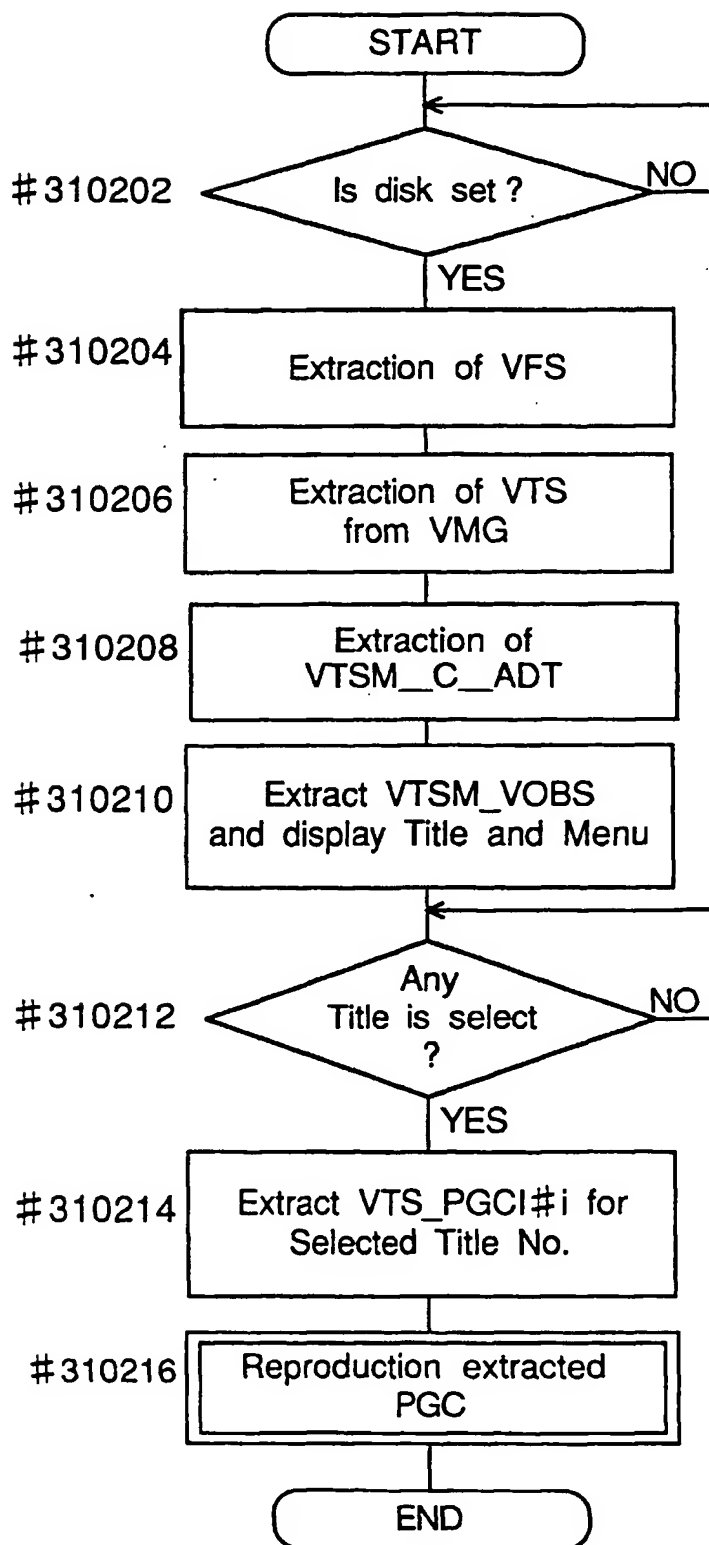 START
#310202
Is disk set ?
NO
YES
#310204
Extraction of VFS
#310206
Extraction of VTS
from VMG
#310208
Extraction of
VTSM__C__ADT
#310210
Extract VTSM_VOBS
and display Title and Menu
#310212
Any
Title is select
?
NO
YES
#310214
Extract VTS_PGCI#i for
Selected Title No.
#310216
Reproduction extracted
PGC
END